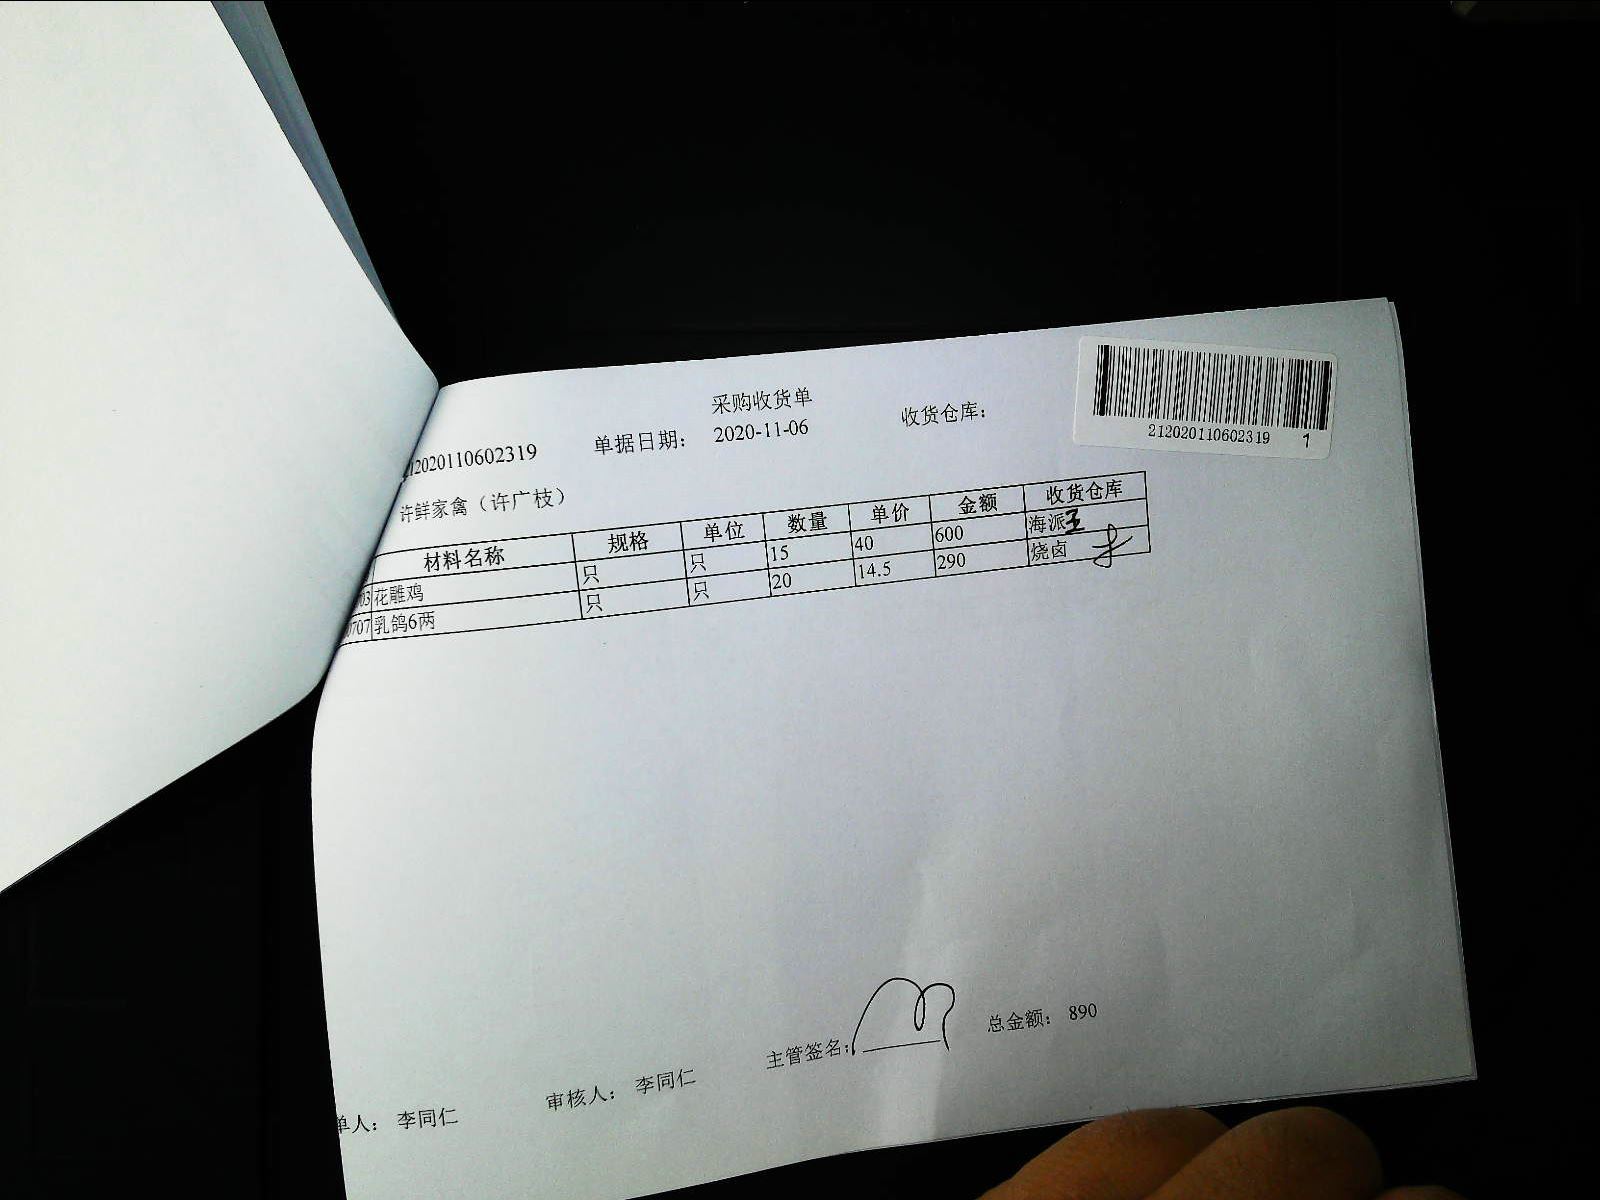 采购收货单
212020110602319 单据日期： 2020-11-06 收货仓库：
212020110602319 1
许鲜家禽（许广枝）
材料名称 规格 单位 数量 单价 金额 收货仓库
03 花雕鸡 只 只 15 40 600 海派
0707 乳鸽6两 只 只 20 14.5 290 烧卤
主管签名： 总金额： 890
单人： 李同仁 审核人： 李同仁